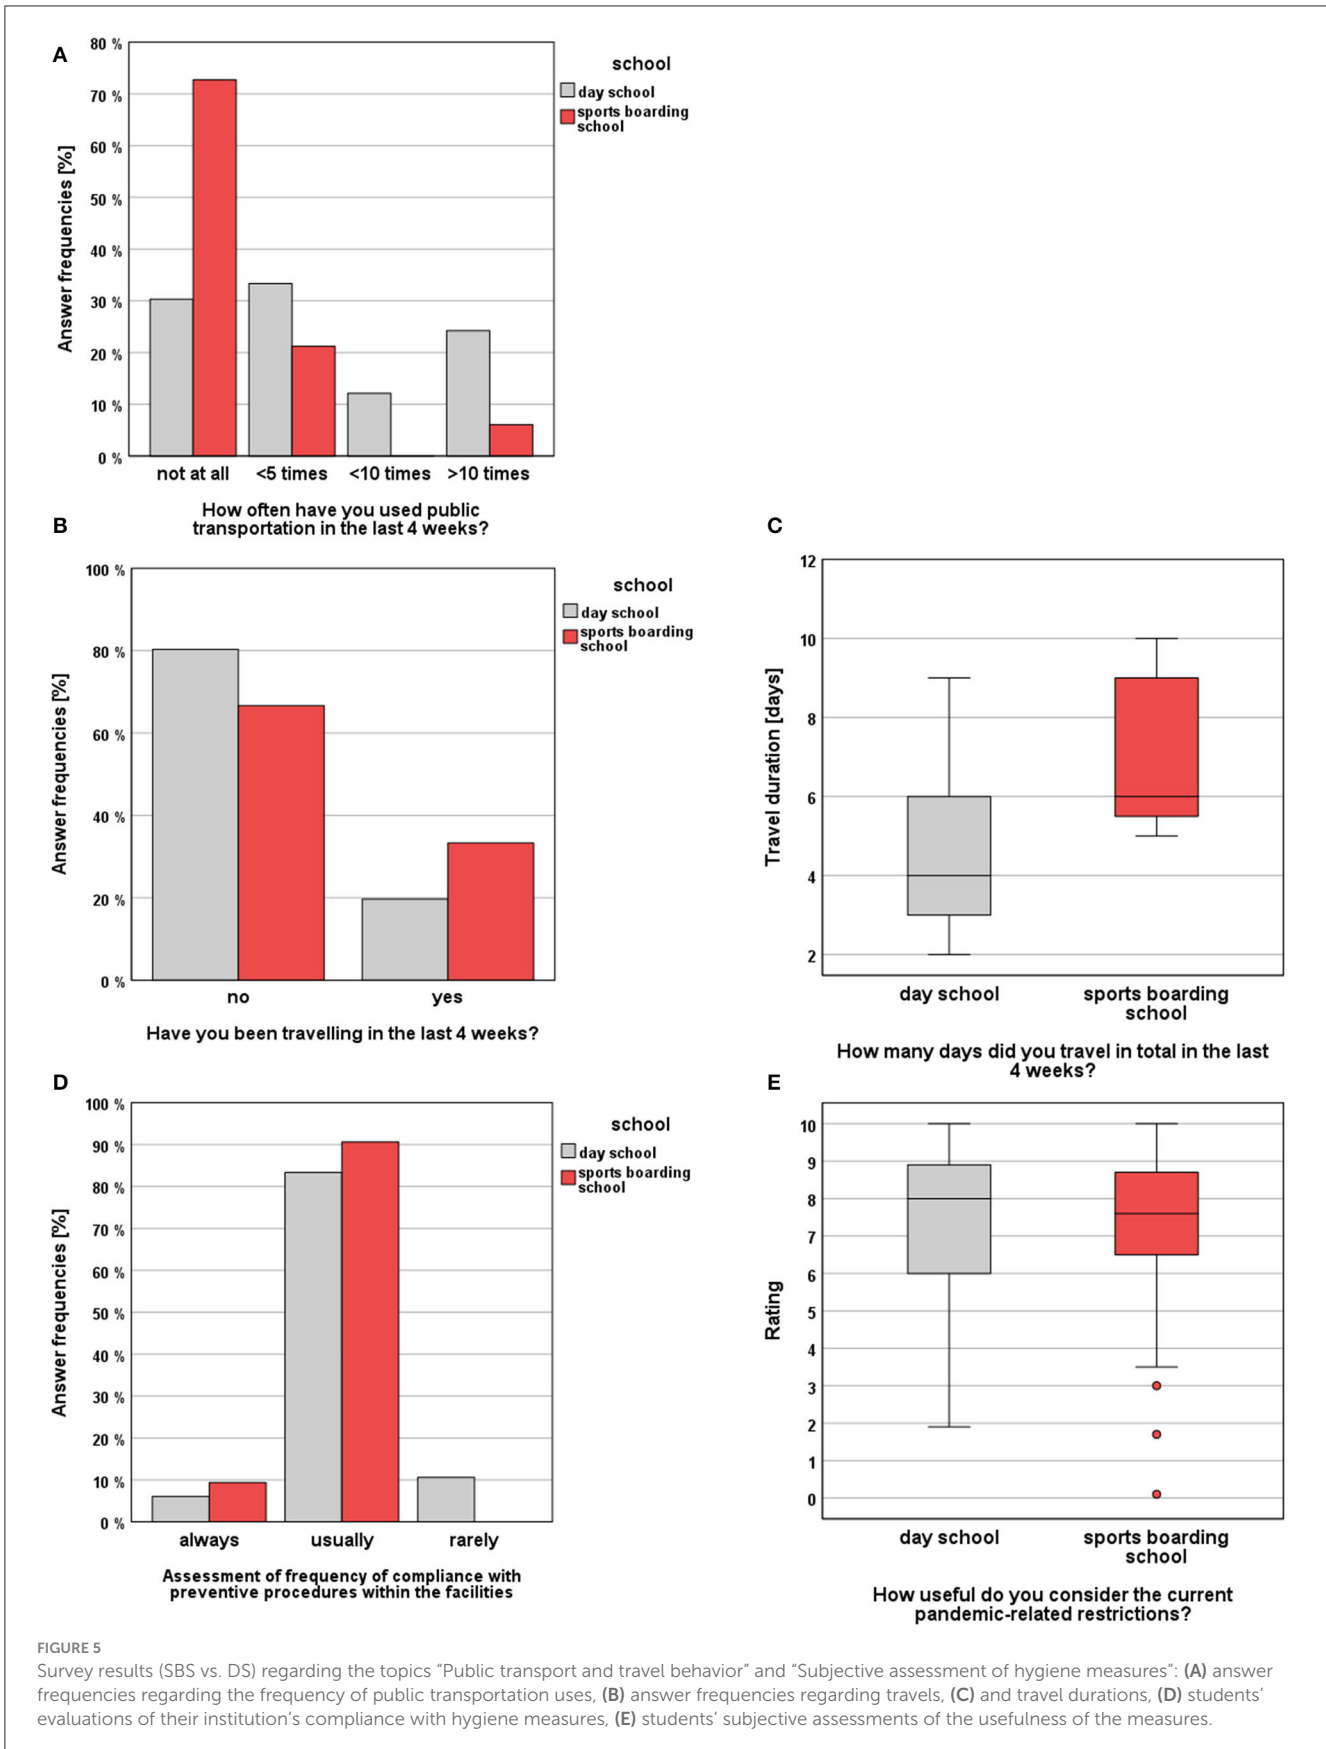 A
80 %
70 %
60 %
50 %
40 %
30 %
20 %
10 %
0 %
Answer frequencies [%]
not at all <5 times <10 times >10 times
How often have you used public
transportation in the last 4 weeks?
school
day school
sports boarding
school
B
100 %
80 %
60 %
40 %
20 %
0 %
Answer frequencies [%]
no yes
Have you been travelling in the last 4 weeks?
school
day school
sports boarding
school
C
12
10
8
6
4
2
Travel duration [days]
day school sports boarding
school
How many days did you travel in total in the last
4 weeks?
D
100 %
90 %
80 %
70 %
60 %
50 %
40 %
30 %
20 %
10 %
0 %
Answer frequencies [%]
always usually rarely
Assessment of frequency of compliance with
preventive procedures within the facilities
school
day school
sports boarding
school
E
10
9
8
7
6
5
4
3
2
1
0
Rating
day school sports boarding
school
How useful do you consider the current
pandemic-related restrictions?
FIGURE 5
Survey results (SBS vs. DS) regarding the topics “Public transport and travel behavior” and “Subjective assessment of hygiene measures”: (A) answer
frequencies regarding the frequency of public transportation uses, (B) answer frequencies regarding travels, (C) and travel durations, (D) students’
evaluations of their institution’s compliance with hygiene measures, (E) students’ subjective assessments of the usefulness of the measures.